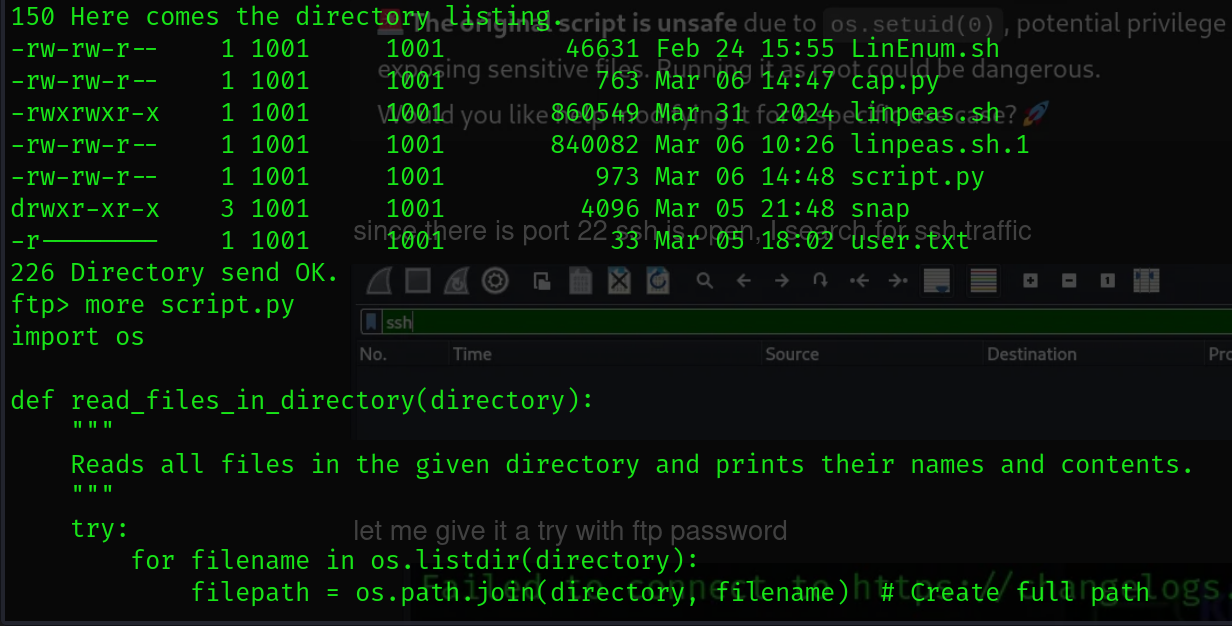 150 Here comes the directory listing.
The original script is unsafe due to os.setuid(0) , potential privilege
-rw-rw-r-- 1 1001 1001 46631 Feb 24 15:55 LinEnum.sh
exposing sensitive files. Running it as root could be dangerous.
-rw-rw-r-- 1 1001 1001 763 Mar 06 14:47 cap.py
-rwxrwxr-x 1 1001 1001 860549 Mar 31 2024 linpeas.sh
Would you like help modifying it for a specific use case? 🚀
-rw-rw-r-- 1 1001 1001 840082 Mar 06 10:26 linpeas.sh.1
-rw-rw-r-- 1 1001 1001 973 Mar 06 14:48 script.py
drwxr-xr-x 3 1001 1001 4096 Mar 05 21:48 snap
since there is port 22 ssh is open, I search for ssh traffic
-r-------- 1 1001 1001 33 Mar 05 18:02 user.txt
226 Directory send OK.
ftp> more script.py
ssh
import os
No. Time Source Destination Pro
def read_files_in_directory(directory):
"""
Reads all files in the given directory and prints their names and contents.
"""
try:
let me give it a try with ftp password
for filename in os.listdir(directory):
Failed to connect to https://changelogs.
filepath = os.path.join(directory, filename)  # Create full path